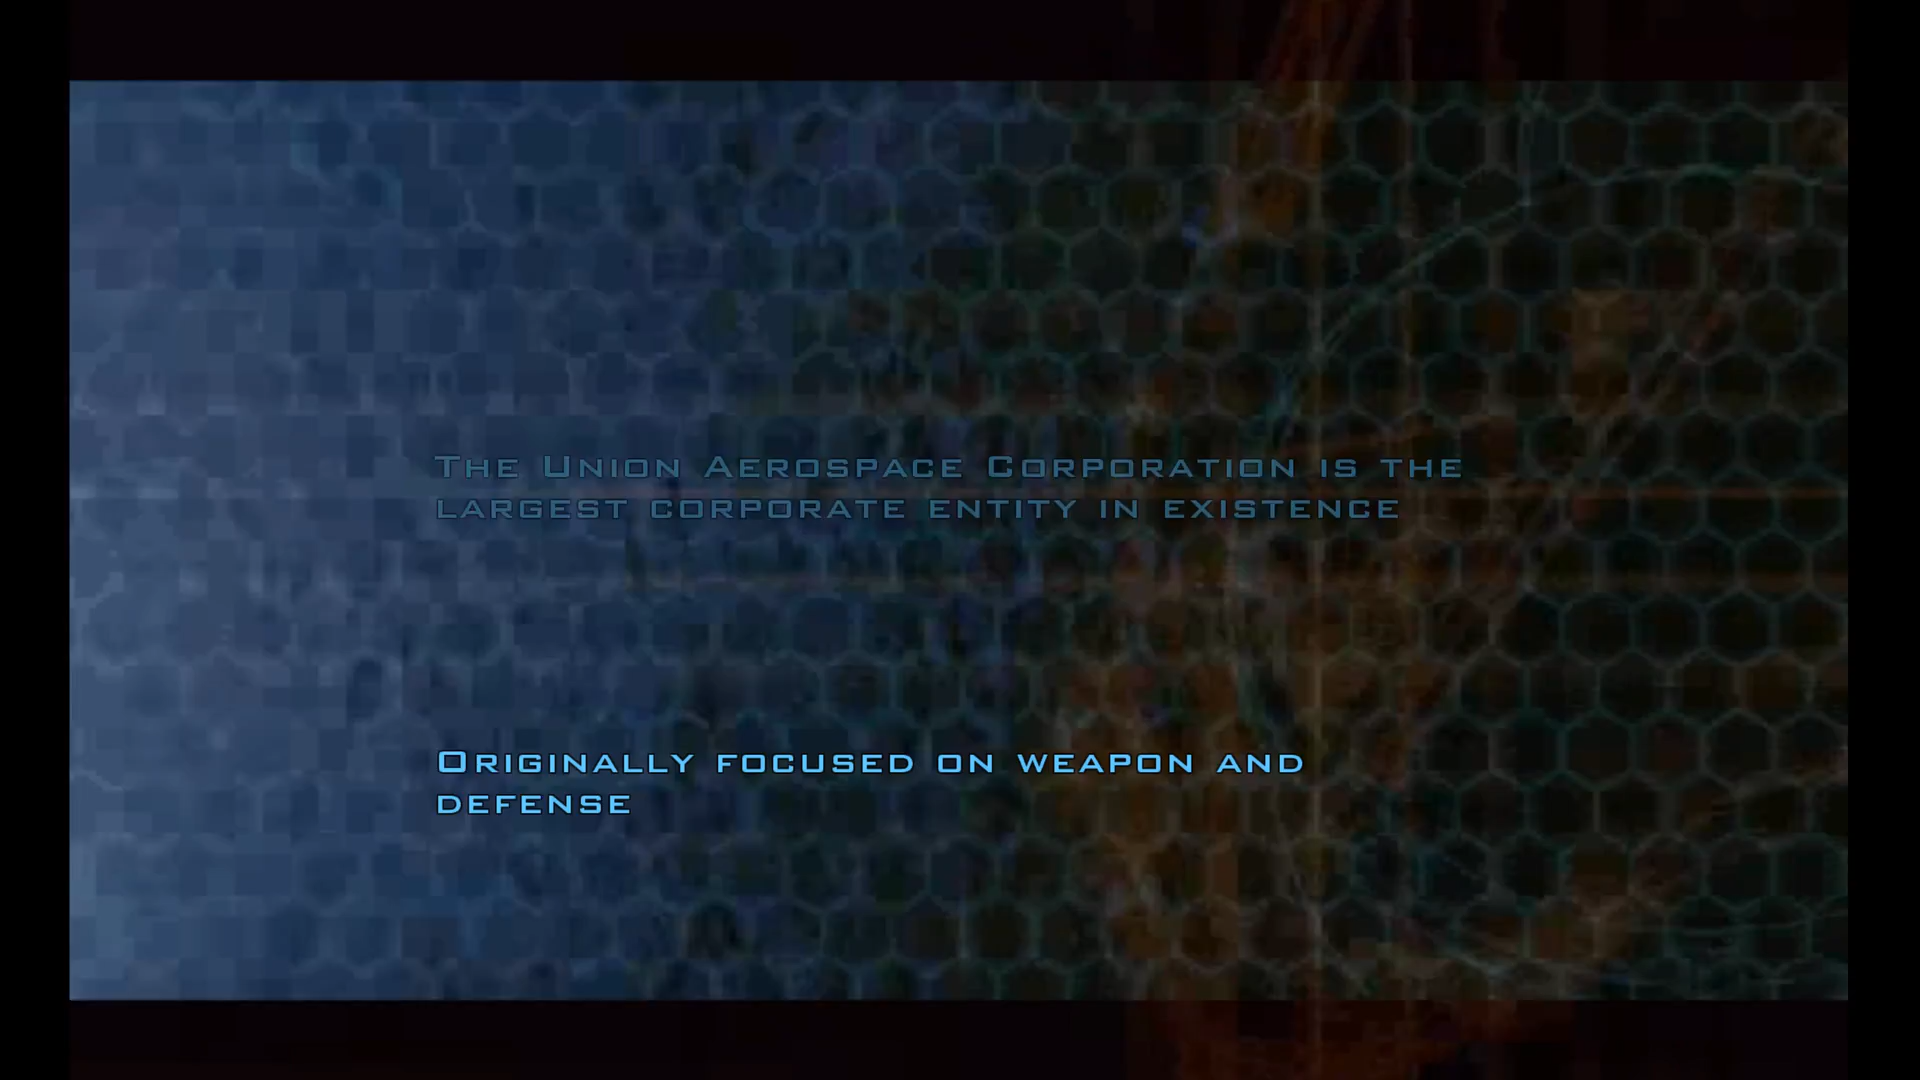 The Union Aerospace Corporation is the
largest corporate entity in existence
Originally focused on weapon and
defense